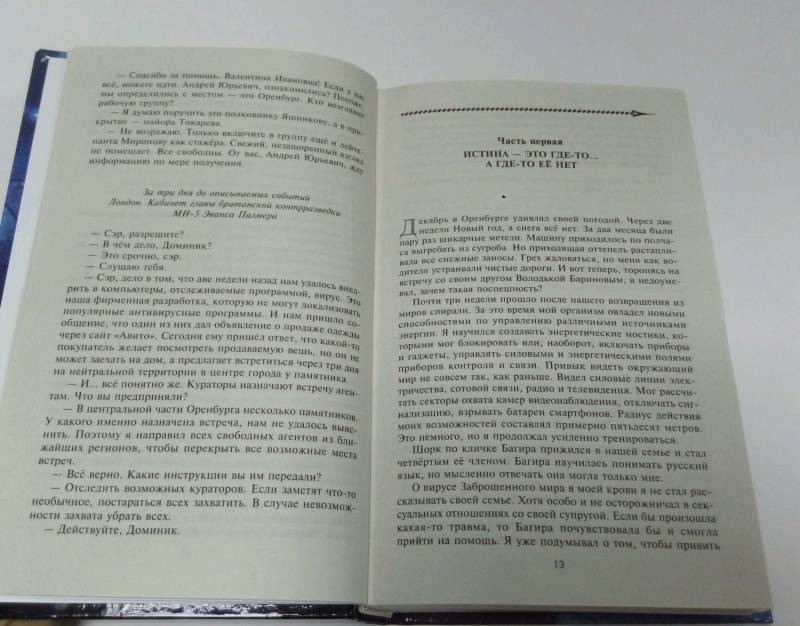 — Спасибо за помощь, Валентина Ивановна! Если у вас
всё, можете идти. Андрей Юрьевич, ознакомились? Похоже,
мы определились с местом — это Оренбург. Кто возглавит
рабочую группу?
— Я думаю поручить это полковнику Яшникову, а в при-
крытие — майора Токарева.
— Не возражаю. Только включите в группу ещё и лейте-
нанта Миронову как стажёра. Свежий, незашоренный взгляд
не помешает. Все свободны. От вас, Андрей Юрьевич, жду
информацию по мере получения.
За три дня до описываемых событий
Лондон. Кабинет главы британской контрразведки
МИ-5 Эванса Палмера
— Сэр, разрешите?
— В чём дело, Доминик?
— Это срочно, сэр.
— Слушаю тебя.
— Сэр, дело в том, что две недели назад нам удалось внед-
рить в компьютеры, отслеживаемые программой, вирус. Это
наша фирменная разработка, которую не могут локализовать
популярные антивирусные программы. И нам пришло со-
общение, что один из них дал объявление о продаже одежды
через сайт «Авито». Сегодня ему пришёл ответ, что какой-то
покупатель желает посмотреть продаваемую вещь, но он не
может заехать на дом, а предлагает встретиться через три дня
на нейтральной территории в центре города у памятника.
— И... всё понятно же. Кураторы назначают встречу аген-
там. Что вы предприняли?
— В центральной части Оренбурга несколько памятников.
У какого именно назначена встреча, нам не удалось выяс-
нить. Поэтому я направил всех свободных агентов из бли-
жайших регионов, чтобы перекрыть все возможные места
встреч.
— Всё верно. Какие инструкции вы им передали?
— Отследить возможных кураторов. Если заметят что-то
необычное, постараться всех захватить. В случае невозмож-
ности захвата убрать всех.
— Действуйте, Доминик.
Часть первая
ИСТИНА — ЭТО ГДЕ-ТО...
А ГДЕ-ТО ЕЁ НЕТ
Декабрь в Оренбурге удивлял своей погодой. Через две
недели Новый год, а снега всё нет. За два месяца были
пару раз шикарные метели. Машину приходилось по полча-
са выгребать из сугроба. Но приходящая оттепель растапли-
вала все снежные заносы. Грех жаловаться, но меня как во-
дителя устраивали чистые дороги. И вот теперь, торопясь на
встречу со своим другом Володькой Бариновым, я недоуме-
вал, зачем такая поспешность?
Почти три недели прошло после нашего возвращения из
миров спирали. За это время мой организм овладел новыми
способностями по управлению различными источниками
энергии. Я научился создавать энергетические мостики, ко-
торые мог блокировать или, наоборот, включать приборы
и гаджеты, управлять силовыми и энергетическими полями
приборов контроля и связи. Привык видеть окружающий
мир не совсем так, как раньше. Видел силовые линии элек-
тричества, сотовой связи, радио и телевидения. Мог рассчи-
тать секторы охвата камер видеонаблюдения, отключать сиг-
нализацию, взрывать батареи смартфонов. Радиус действия
моих возможностей составлял примерно пятьдесят метров.
Это немного, но я продолжал усиленно тренироваться.
Шорк по кличке Багира прижился в нашей семье и стал
четвёртым её членом. Багира научилась понимать русский
язык, но мысленно отвечать она могла только мне.
О вирусе Заброшенного мира в моей крови я не стал рас-
сказывать своей семье. Хотя особо и не осторожничал в сек-
суальных отношениях со своей супругой. Если бы произошла
какая-то травма, то Багира почувствовала бы и смогла
прийти на помощь. Я уже подумывал о том, чтобы привить
13